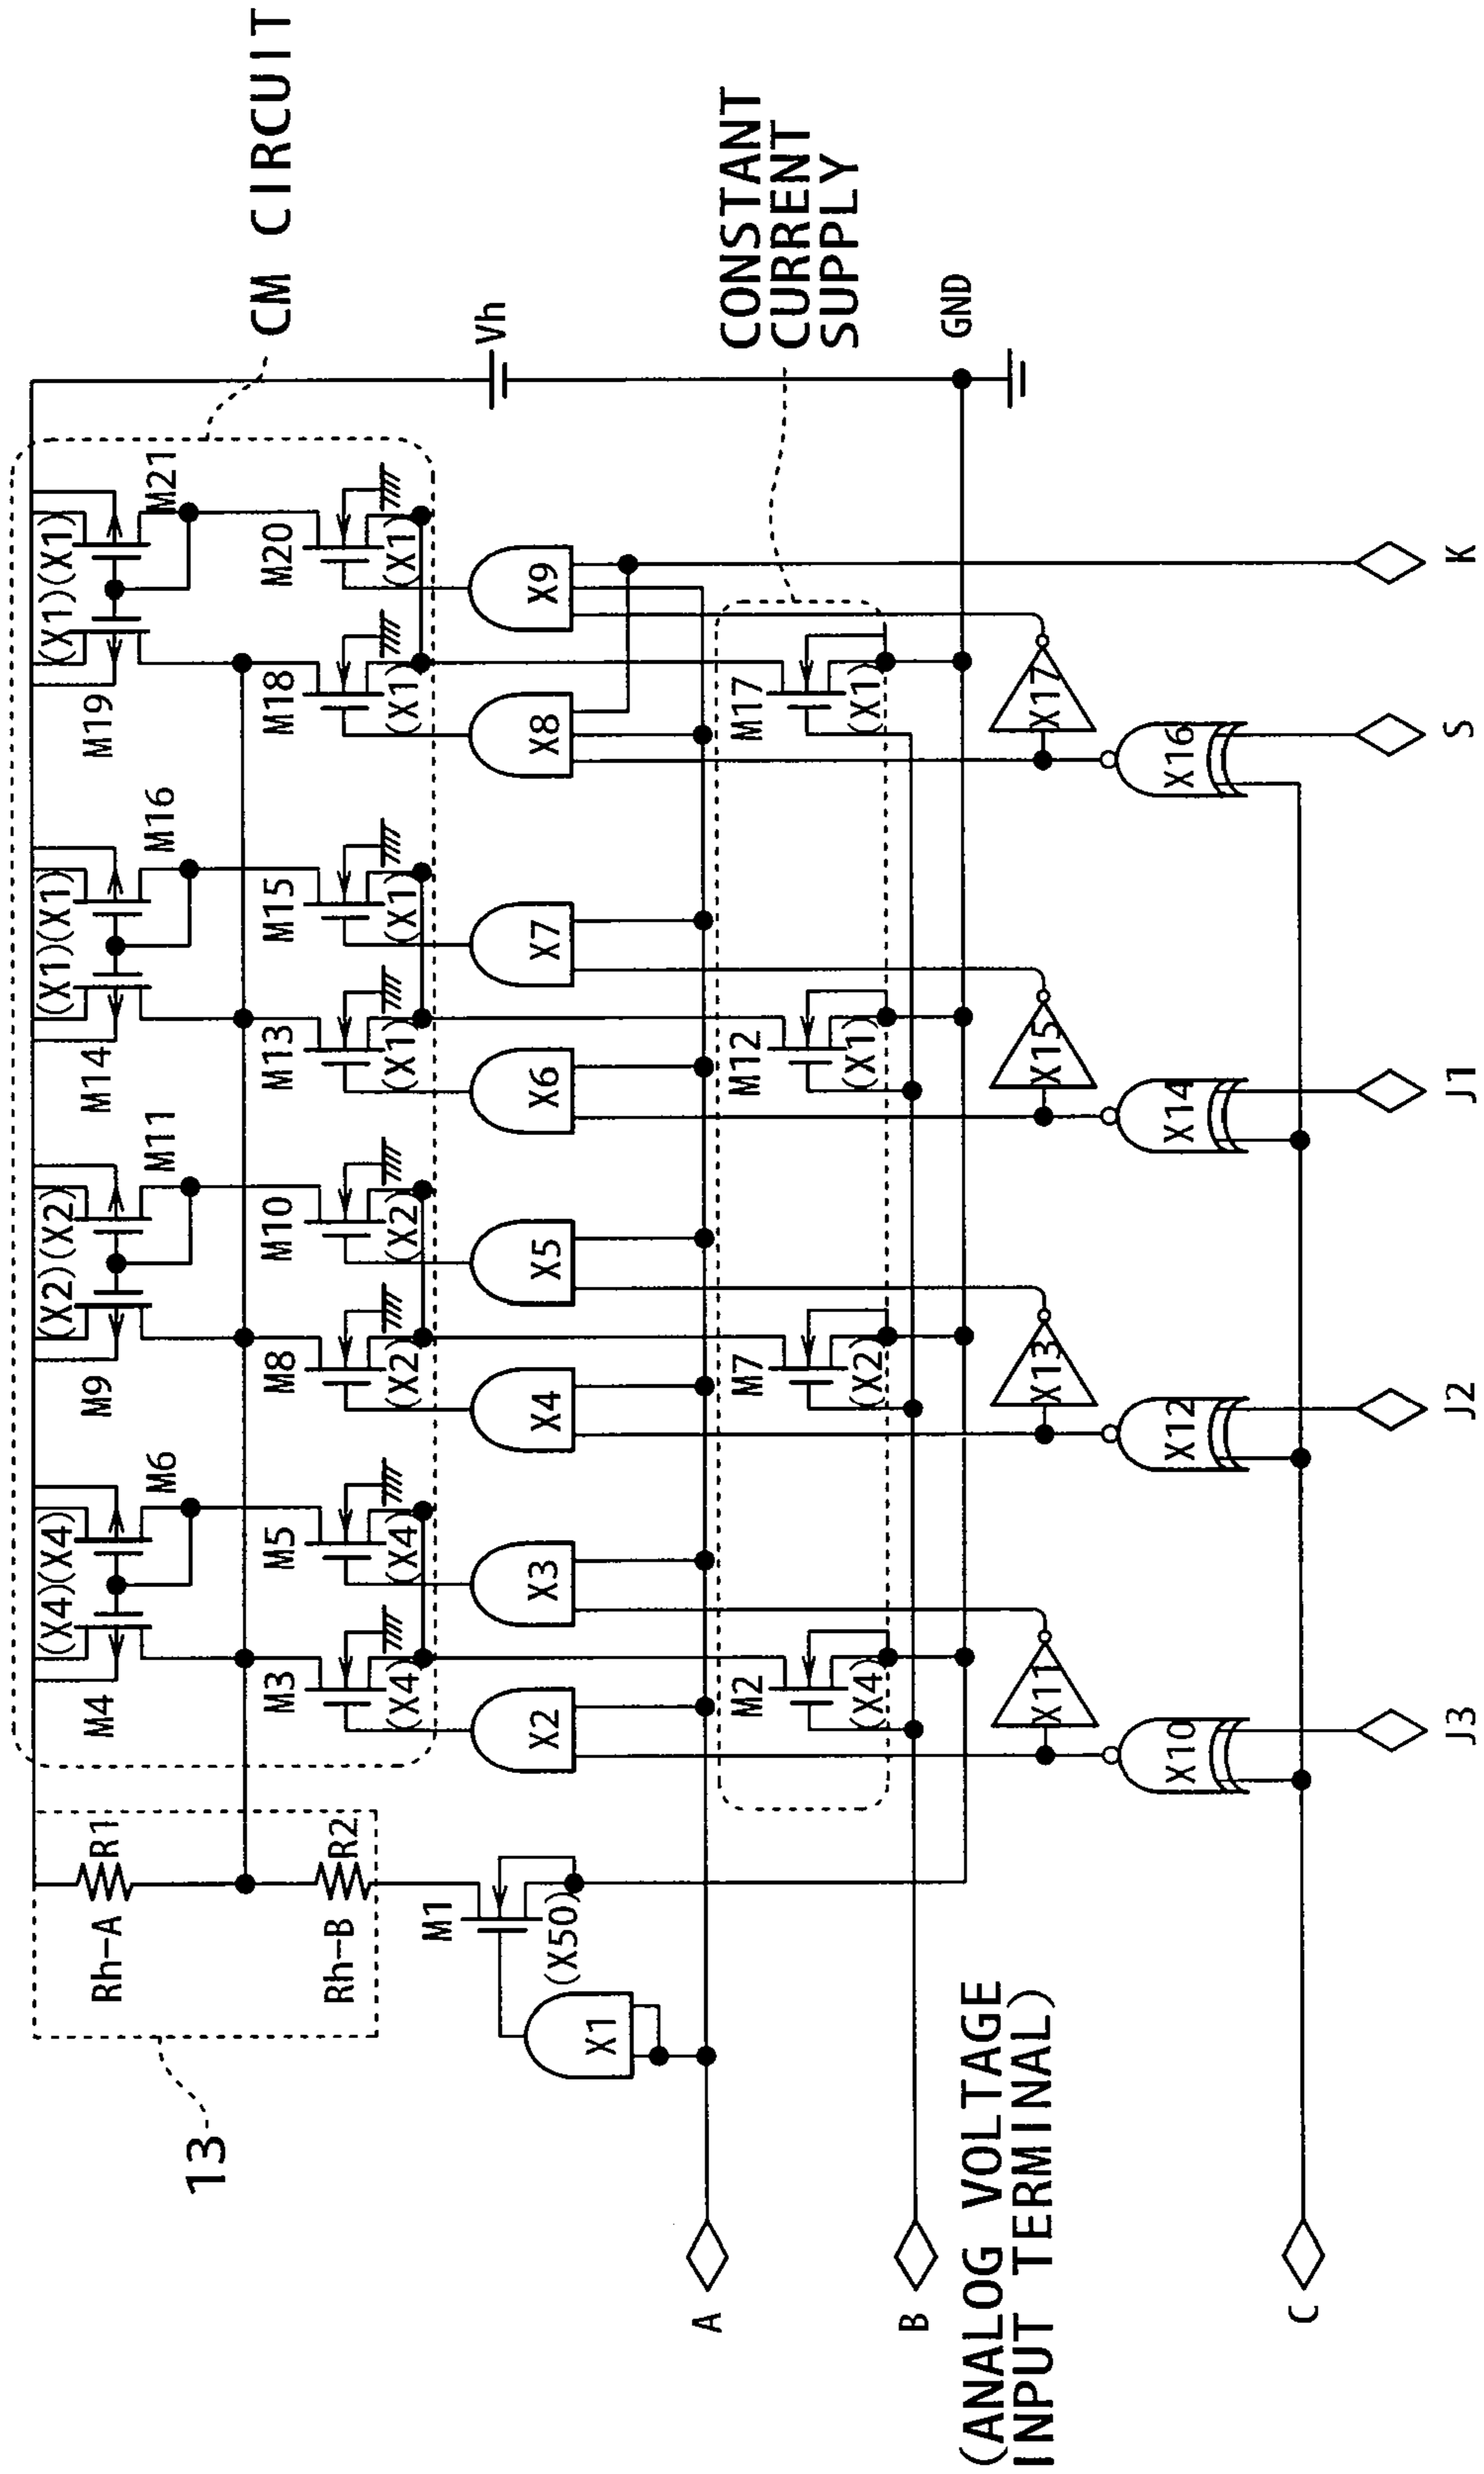 13
Rh-A
R1
Rh-B
R2
CM CIRCUIT
M4
(X4)(X4)
M6
M9
(X2)(X2)
M11
M14
(X1)(X1)
M16
M19
(X1)(X1)
M21
M3
(X4)
M5
(X4)
M8
(X2)
M10
(X2)
M13
(X1)
M15
(X1)
M18
(X1)
M20
(X1)
Vh
M1
(X50)
X1
X2
X3
X4
X5
X6
X7
X8
X9
CONSTANT
CURRENT
SUPPLY
A
M2
(X4)
M7
(X2)
M12
(X1)
M17
(X1)
GND
B
(ANALOG VOLTAGE
INPUT TERMINAL)
X11
X13
X15
X17
X10
X12
X14
X16
C
J3
J2
J1
S
K